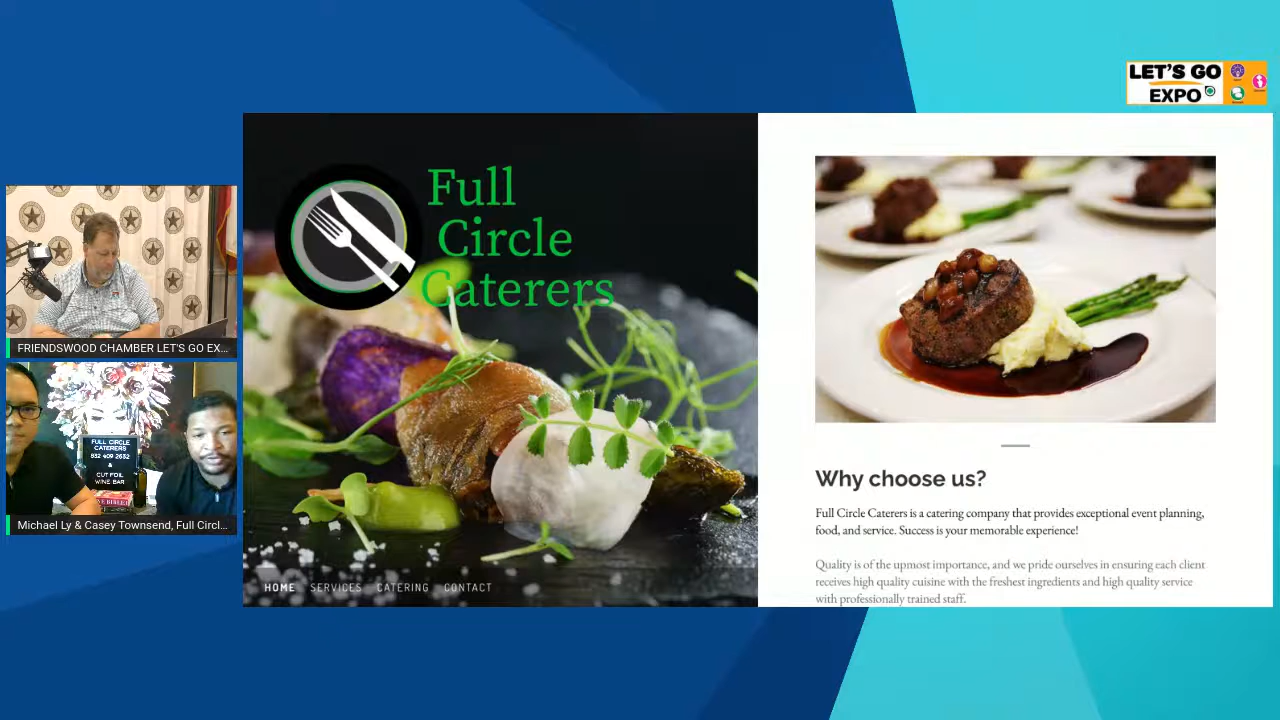 LET'S GO
EXPO
Full
Circle
Caterers
FRIENDSWOOD CHAMBER LET'S GO EX...
FULL CIRCLE
CATERERS
832 409 2632
&
CUT FOIL
WINE BAR
Michael Ly & Casey Townsend, Full Circl...
HOME SERVICES CATERING CONTACT
Why choose us?
Full Circle Caterers is a catering company that provides exceptional event planning,
food, and service. Success is your memorable experience!
Quality is of the upmost importance, and we pride ourselves in ensuring each client
receives high quality cuisine with the freshest ingredients and high quality service
with professionally trained staff.